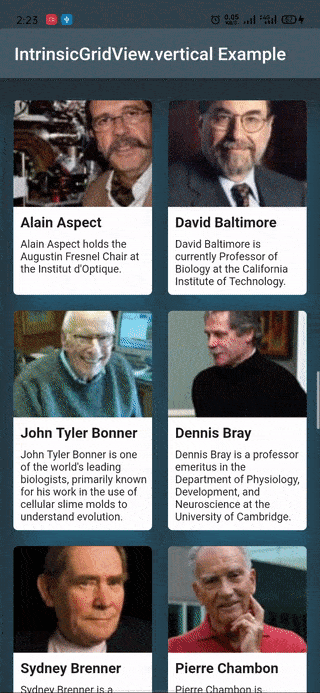 2:23
0.05
KB/S
IntrinsicGridView.vertical Example
Alain Aspect
Alain Aspect holds the
Augustin Fresnel Chair at
the Institut d'Optique.
David Baltimore
David Baltimore is
currently Professor of
Biology at the California
Institute of Technology.
John Tyler Bonner
John Tyler Bonner is one
of the world's leading
biologists, primarily known
for his work in the use of
cellular slime molds to
understand evolution.
Dennis Bray
Dennis Bray is a professor
emeritus in the
Department of Physiology,
Development, and
Neuroscience at the
University of Cambridge.
Sydney Brenner
Sydney Brenner is a
Pierre Chambon
Pierre Chambon is